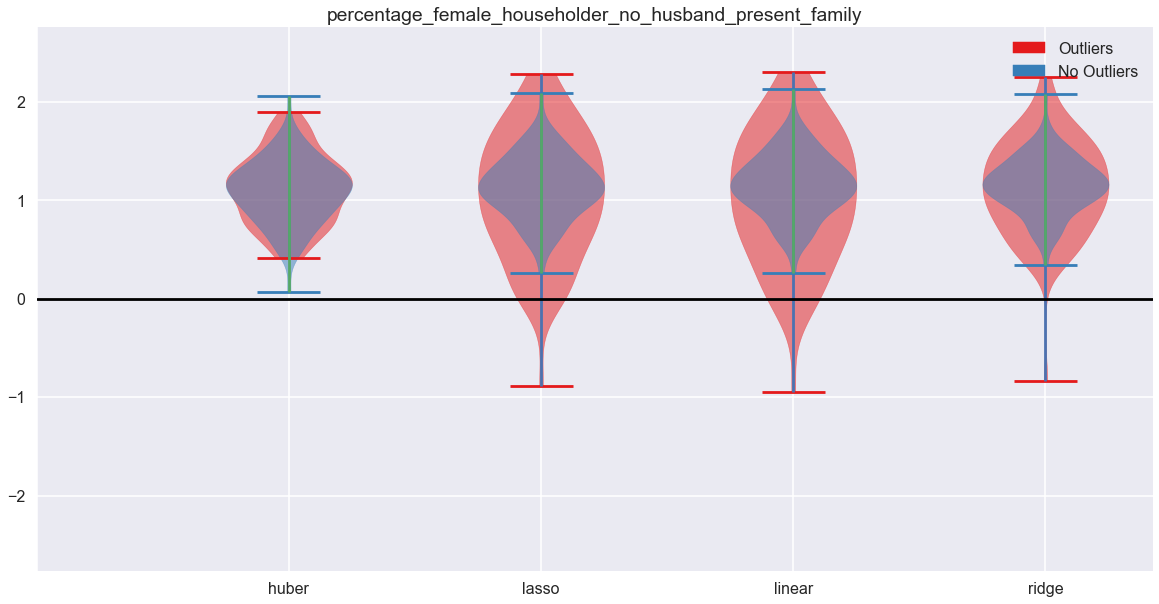 percentage_female_householder_no_husband_present_family
Outliers
No Outliers
2
1
0
−1
−2
huber
lasso
linear
ridge